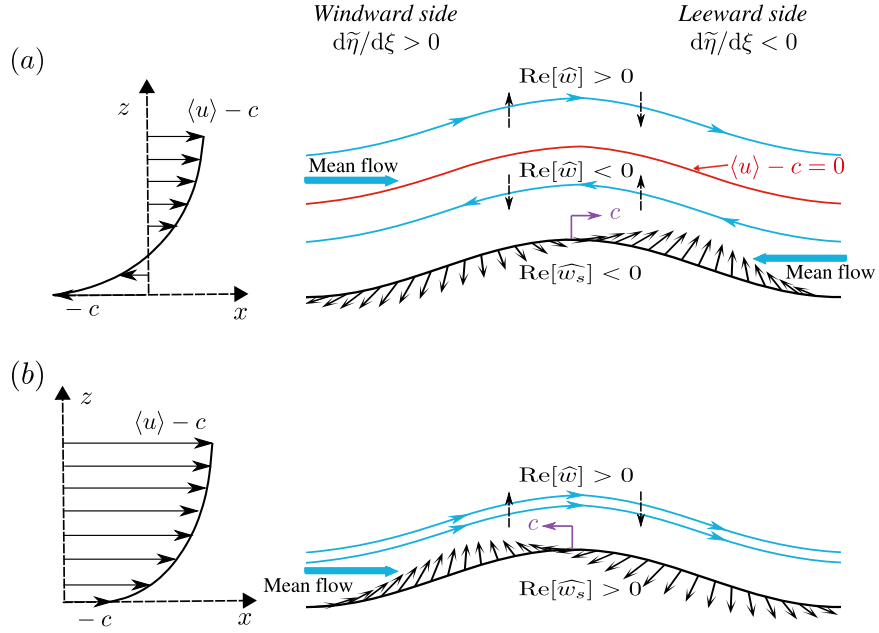 Windward side
dη̃/dξ > 0
Leeward side
dη̃/dξ < 0
(a)
z
⟨u⟩ − c
− c
x
Re[ŵ] > 0
Mean flow
Re[ŵ] < 0
⟨u⟩ − c = 0
c
Re[ŵ_s] < 0
Mean flow
(b)
z
⟨u⟩ − c
− c
x
Re[ŵ] > 0
c
Mean flow
Re[ŵ_s] > 0